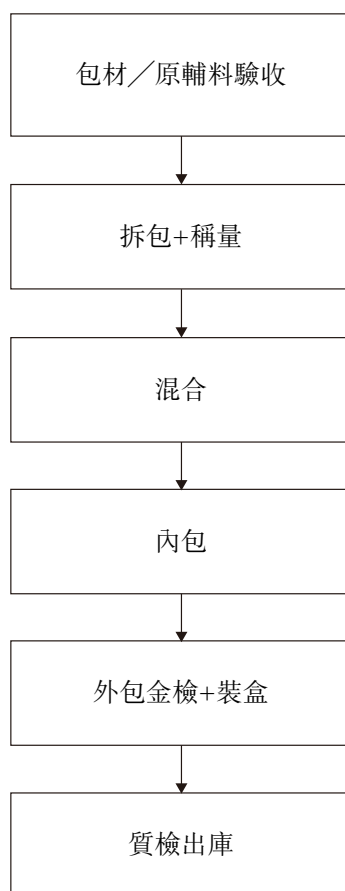 包材／原輔料驗收
拆包+稱量
混合
內包
外包金檢+裝盒
質檢出庫